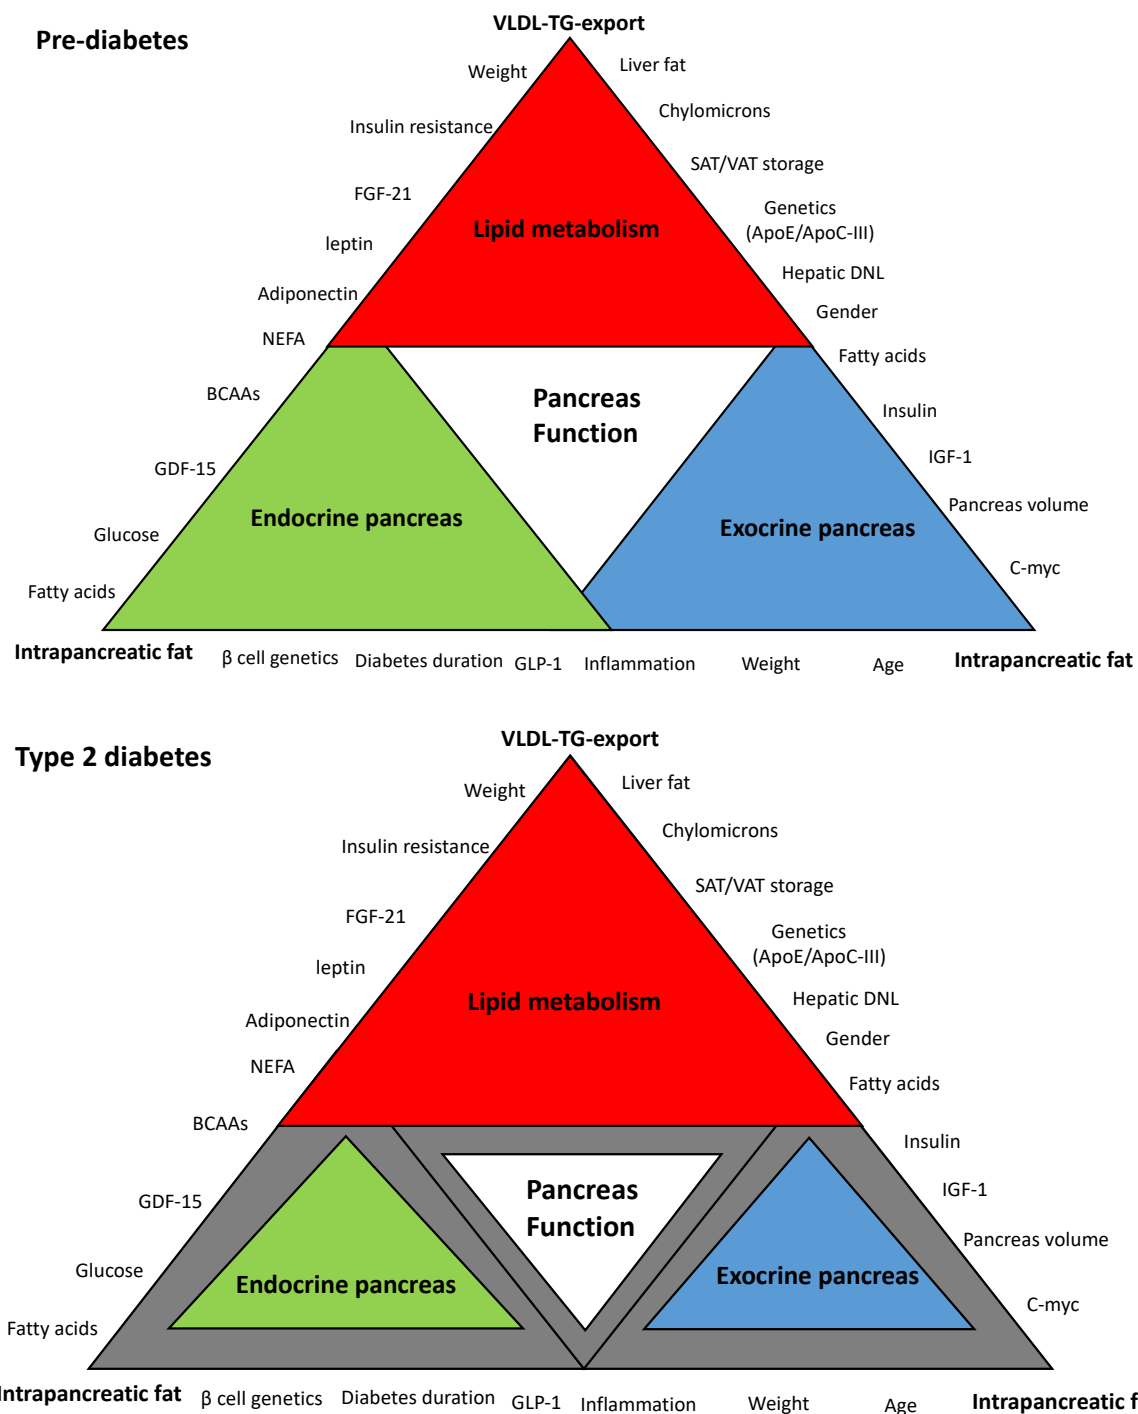 Pre-diabetes
VLDL-TG-export
Weight
Liver fat
Chylomicrons
Insulin resistance
SAT/VAT storage
FGF-21
Genetics
(ApoE/ApoC-III)
Lipid metabolism
leptin
Hepatic DNL
Adiponectin
Gender
NEFA
Fatty acids
BCAAs
Pancreas
Function
Insulin
GDF-15
IGF-1
Endocrine pancreas
Exocrine pancreas
Pancreas volume
Glucose
C-myc
Fatty acids
Intrapancreatic fat
β cell genetics
Diabetes duration
GLP-1
Inflammation
Weight
Age
Intrapancreatic fat
Type 2 diabetes
VLDL-TG-export
Weight
Liver fat
Chylomicrons
Insulin resistance
SAT/VAT storage
FGF-21
Genetics
(ApoE/ApoC-III)
leptin
Lipid metabolism
Hepatic DNL
Adiponectin
Gender
NEFA
Fatty acids
BCAAs
Insulin
GDF-15
Pancreas
Function
IGF-1
Pancreas volume
Glucose
Endocrine pancreas
Exocrine pancreas
C-myc
Fatty acids
Intrapancreatic fat
β cell genetics
Diabetes duration
GLP-1
Inflammation
Weight
Age
Intrapancreatic f